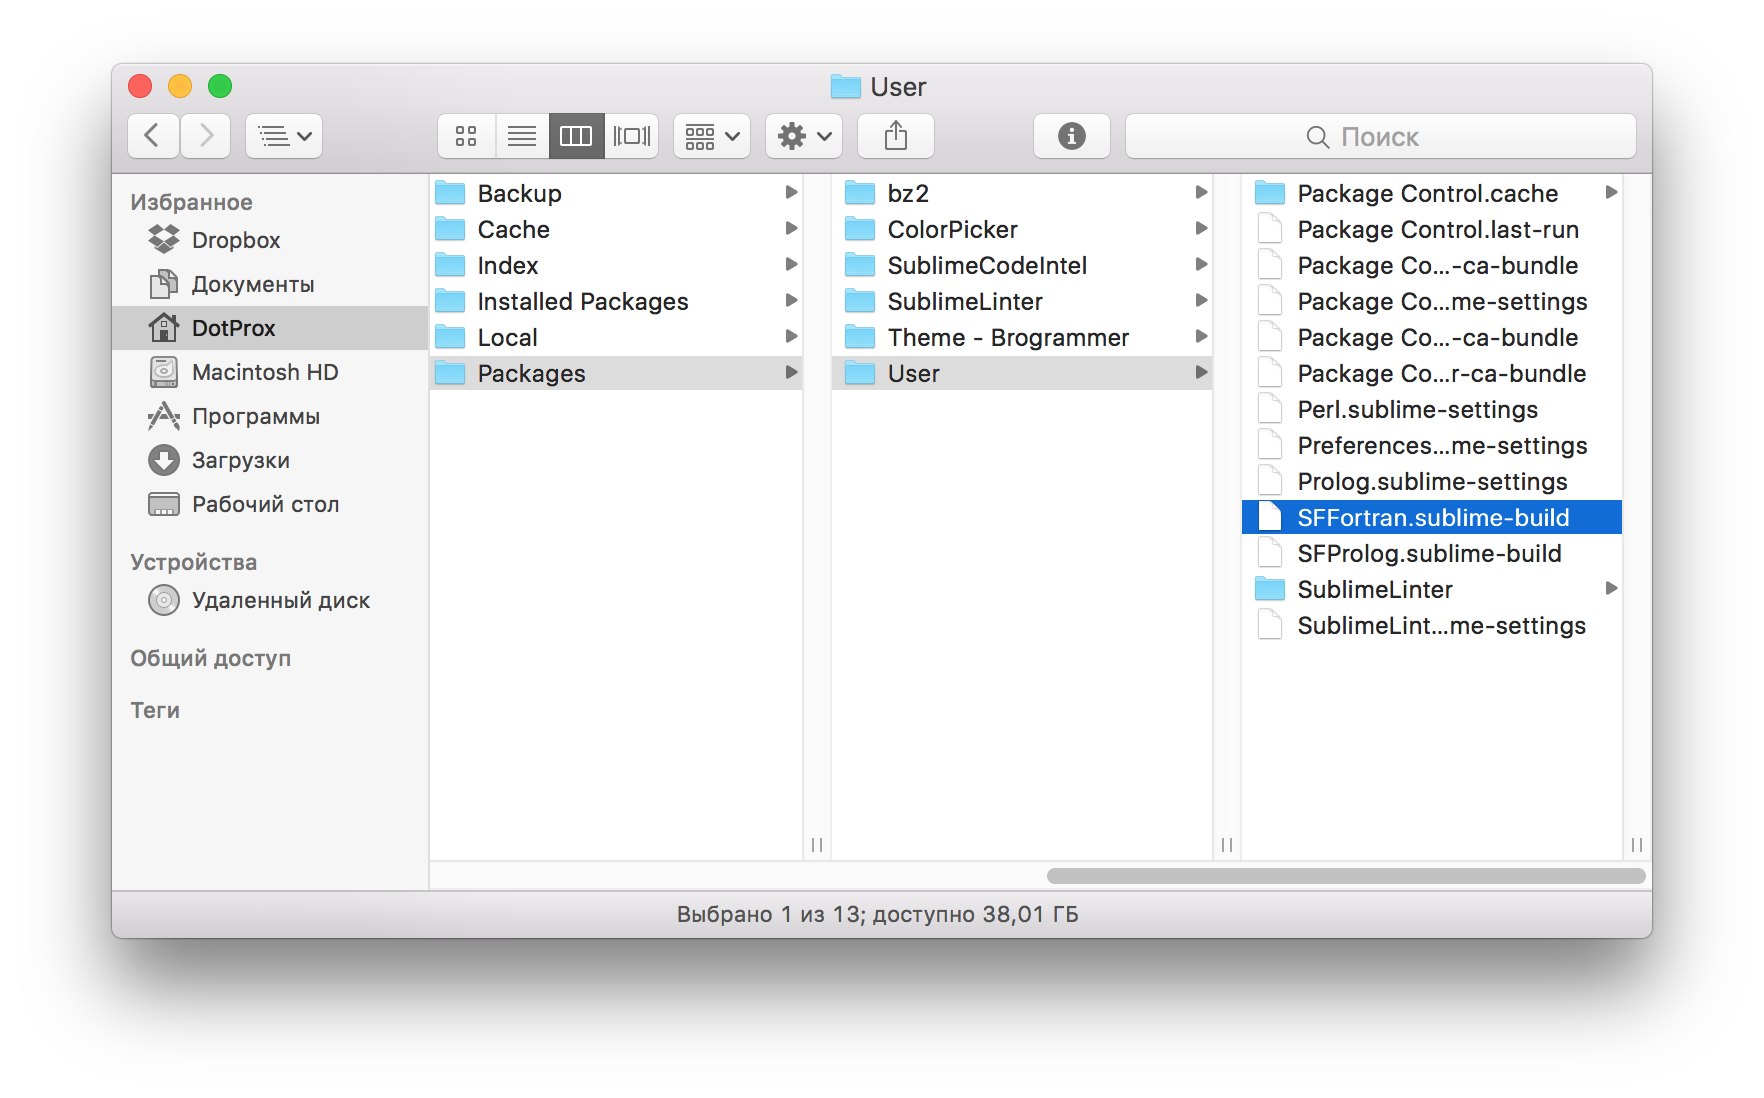 User
Поиск
Избранное
Dropbox
Документы
DotProx
Macintosh HD
Программы
Загрузки
Рабочий стол
Устройства
Удаленный диск
Общий доступ
Теги
Backup
Cache
Index
Installed Packages
Local
Packages
bz2
ColorPicker
SublimeCodeIntel
SublimeLinter
Theme - Brogrammer
User
Package Control.cache
Package Control.last-run
Package Co...-ca-bundle
Package Co...me-settings
Package Co...-ca-bundle
Package Co...r-ca-bundle
Perl.sublime-settings
Preferences...me-settings
Prolog.sublime-settings
SFFortran.sublime-build
SFProlog.sublime-build
SublimeLinter
SublimeLint...me-settings
Выбрано 1 из 13; доступно 38,01 ГБ